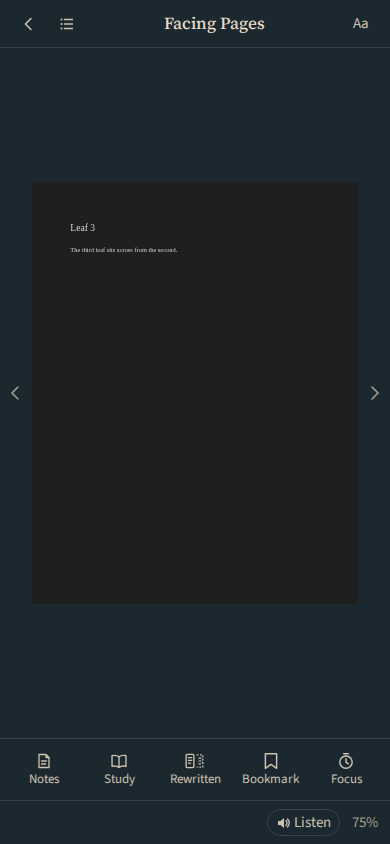 Facing Pages
Aa
Leaf 3
The third leaf sits across from the second.
Notes
Study
Rewritten
Bookmark
Focus
Listen
75%